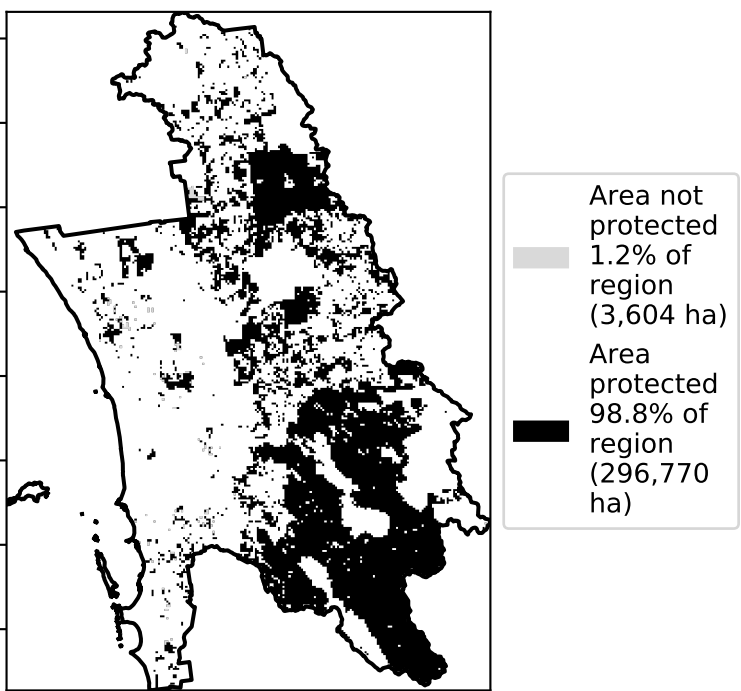 Area not
protected
1.2% of
region
(3,604 ha)
Area
protected
98.8% of
region
(296,770
ha)